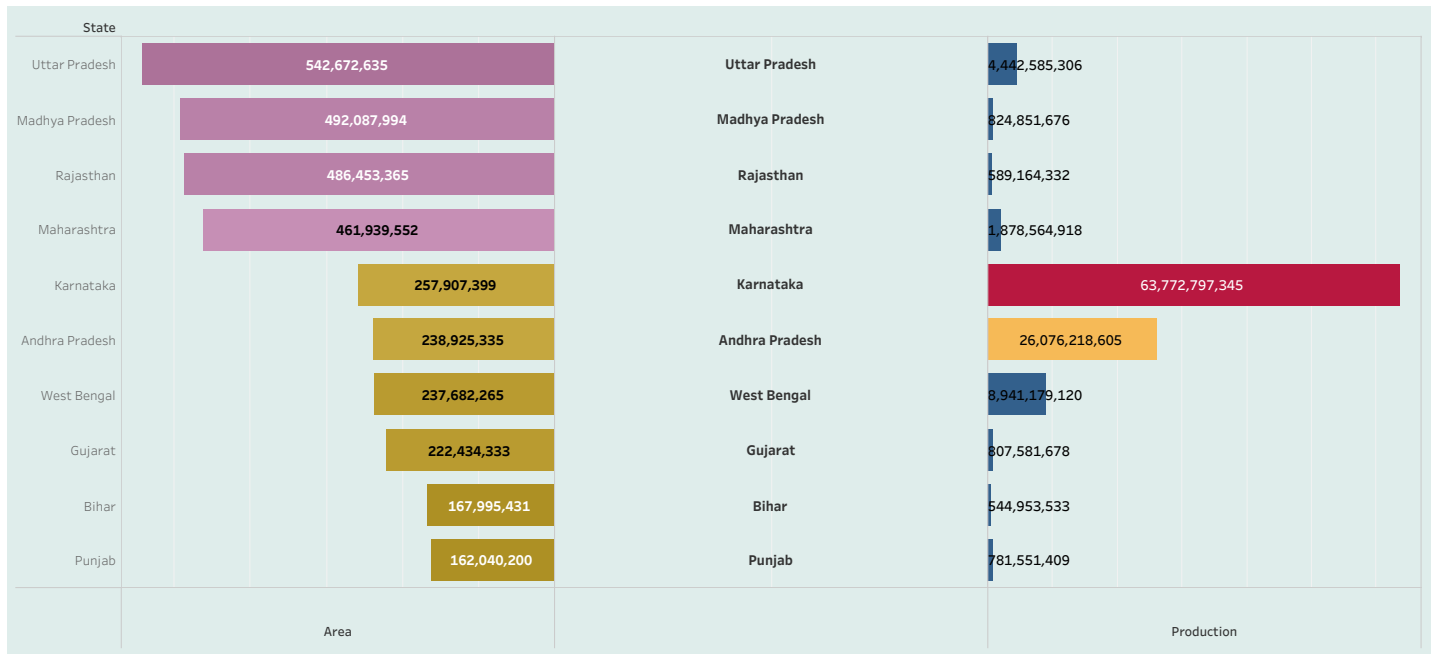 State
Uttar Pradesh 542,672,635 Uttar Pradesh 4,442,585,306
Madhya Pradesh 492,087,994 Madhya Pradesh 824,851,676
Rajasthan 486,453,365 Rajasthan 589,164,332
Maharashtra 461,939,552 Maharashtra 1,878,564,918
Karnataka 257,907,399 Karnataka 63,772,797,345
Andhra Pradesh 238,925,335 Andhra Pradesh 26,076,218,605
West Bengal 237,682,265 West Bengal 8,941,179,120
Gujarat 222,434,333 Gujarat 807,581,678
Bihar 167,995,431 Bihar 544,953,533
Punjab 162,040,200 Punjab 781,551,409
Area Production